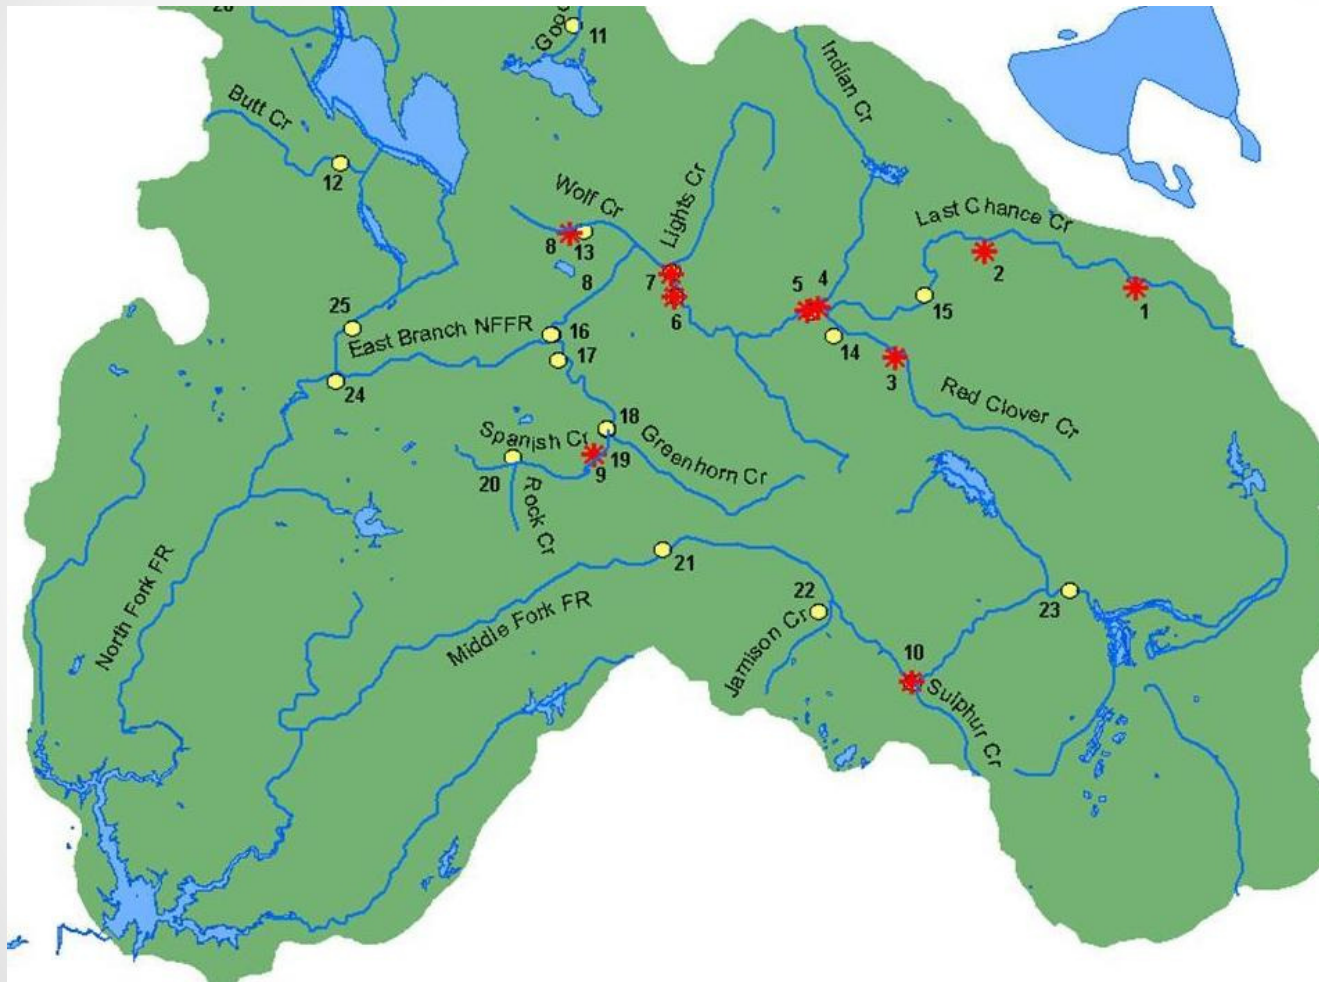 11
Indian Cr
Butt Cr
12
Wolf Cr
Lights Cr
Last Chance Cr
8
13
8
7
6
5
4
2
15
1
25
East Branch NFFR
16
17
14
3
24
Red Clover Cr
18
Spanish Cr
19
Greenhorn Cr
20
9
Rock Cr
21
North Fork FR
Middle Fork FR
22
Jamison Cr
23
10
Sulphur Cr